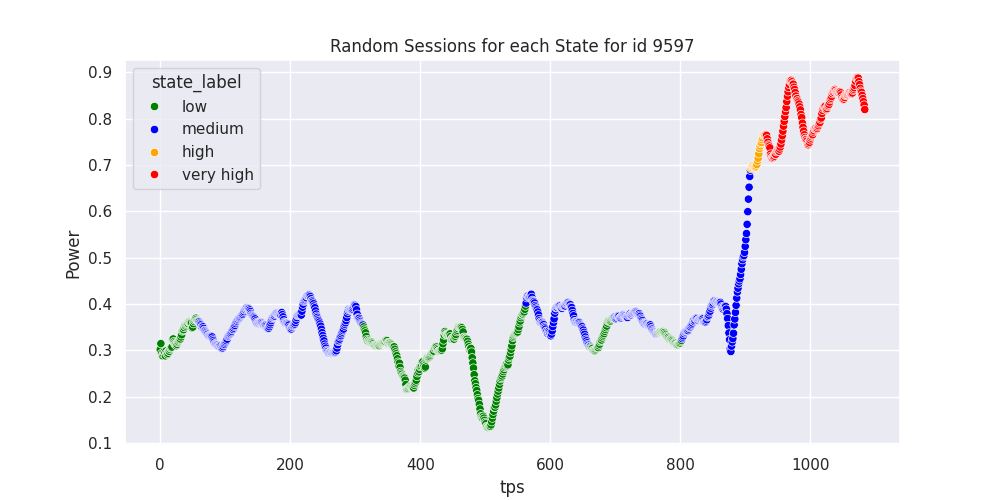 Random Sessions for each State for id 9597
state_label
low
medium
high
very high
Power
0.9
0.8
0.7
0.6
0.5
0.4
0.3
0.2
0.1
0 200 400 600 800 1000
tps